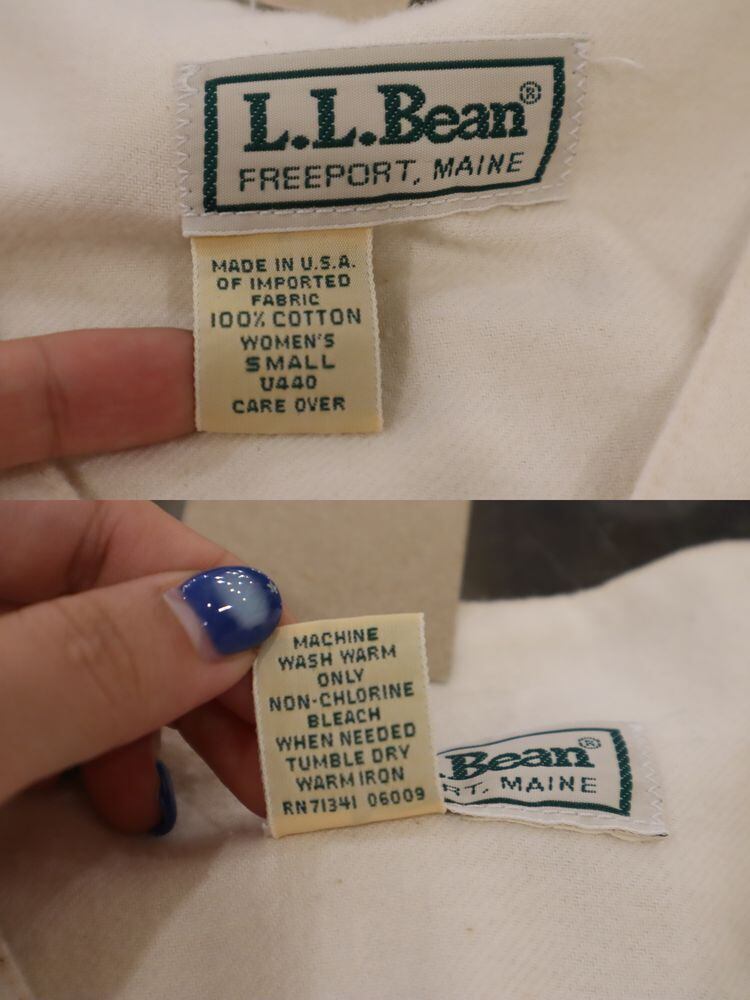 L.L.Bean®
FREEPORT, MAINE
MADE IN U.S.A.
OF IMPORTED
FABRIC
100% COTTON
WOMEN'S
SMALL
U440
CARE OVER
MACHINE
WASH WARM
ONLY
NON-CHLORINE
BLEACH
WHEN NEEDED
TUMBLE DRY
WARM IRON
RN71341 06009
.Bean®
RT, MAINE